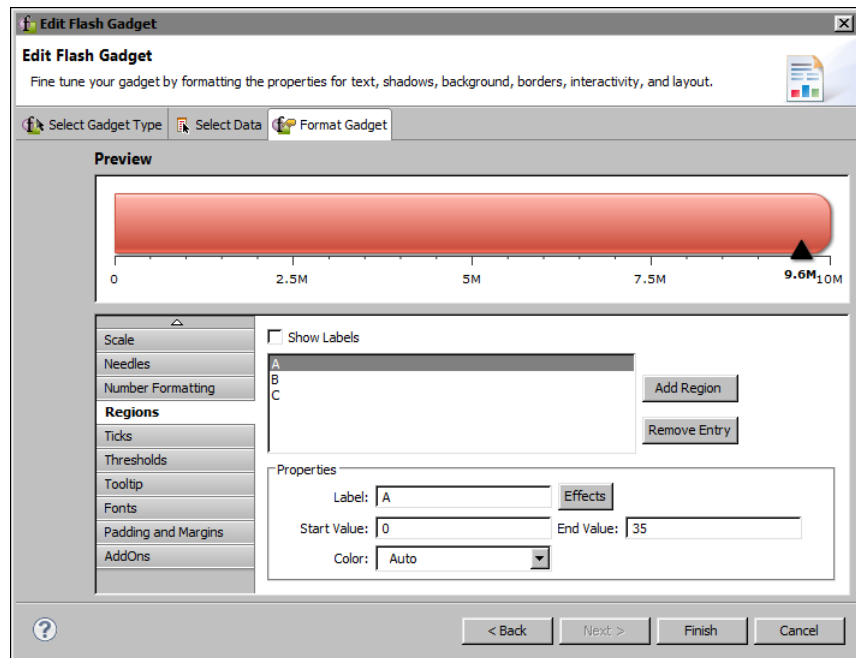 Edit Flash Gadget
Edit Flash Gadget
Fine tune your gadget by formatting the properties for text, shadows, background, borders, interactivity, and layout.
Select Gadget Type Select Data Format Gadget
Preview
0 2.5M 5M 7.5M 9.6M 10M
Scale
Needles
Number Formatting
Regions
Ticks
Thresholds
Tooltip
Fonts
Padding and Margins
AddOns
Show Labels
A
B
C
Add Region
Remove Entry
Properties
Label: A Effects
Start Value: 0 End Value: 35
Color: Auto
? < Back Next > Finish Cancel